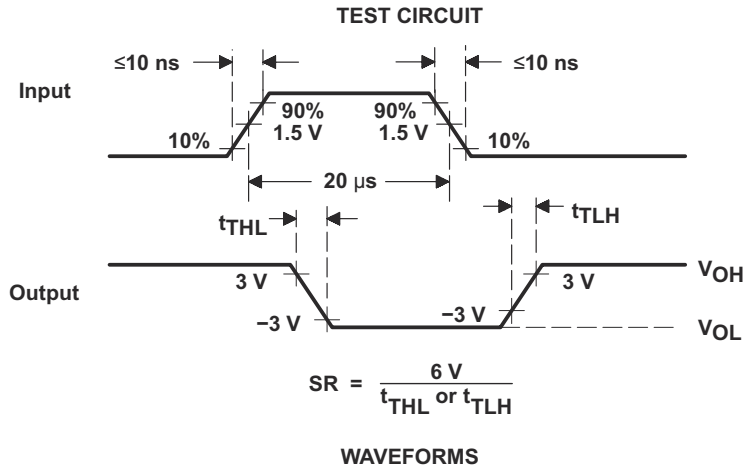 TEST CIRCUIT
≤10 ns
≤10 ns
Input
90%
90%
1.5 V
1.5 V
10%
10%
20 μs
tTHL
tTLH
VOH
3 V
3 V
Output
−3 V
−3 V
VOL
SR = 6 V / tTHL or tTLH
WAVEFORMS